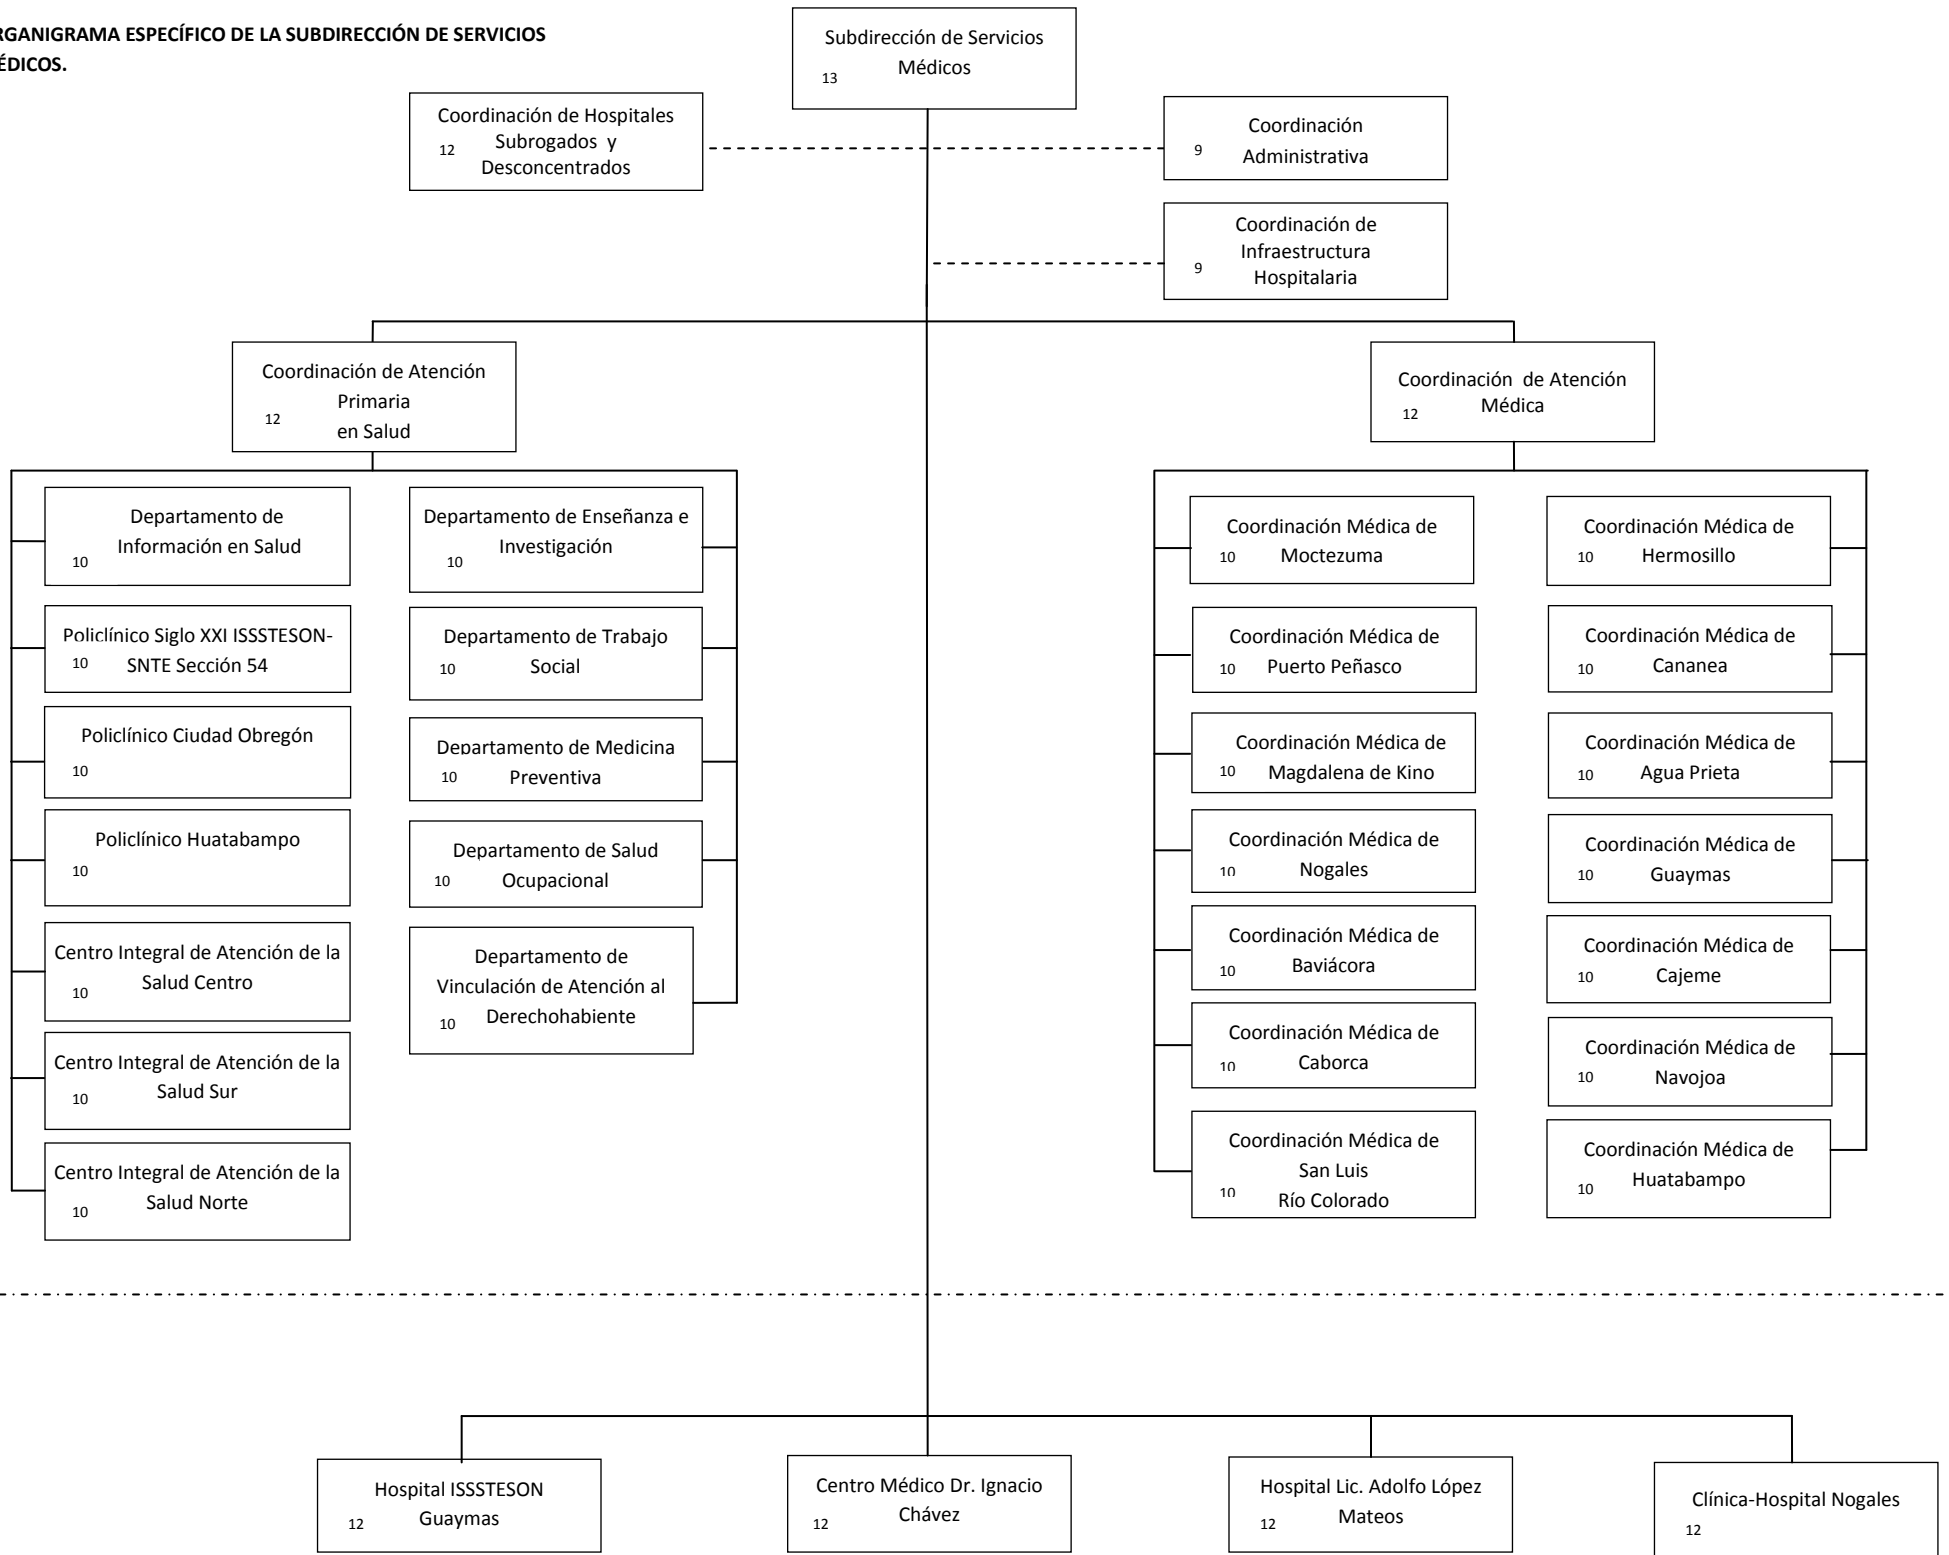 RGANIGRAMA ESPECÍFICO DE LA SUBDIRECCIÓN DE SERVICIOS
ÉDICOS.
Subdirección de Servicios
Médicos
13
Coordinación de Hospitales
Subrogados y
Desconcentrados
12
Coordinación
Administrativa
9
Coordinación de
Infraestructura
Hospitalaria
9
Coordinación de Atención
Primaria
en Salud
12
Coordinación de Atención
Médica
12
Departamento de
Información en Salud
10
Policlínico Siglo XXI ISSSTESON-
SNTE Sección 54
10
Policlínico Ciudad Obregón
10
Policlínico Huatabampo
10
Centro Integral de Atención de la
Salud Centro
10
Centro Integral de Atención de la
Salud Sur
10
Centro Integral de Atención de la
Salud Norte
10
Departamento de Enseñanza e
Investigación
10
Departamento de Trabajo
Social
10
Departamento de Medicina
Preventiva
10
Departamento de Salud
Ocupacional
10
Departamento de
Vinculación de Atención al
Derechohabiente
10
Coordinación Médica de
Moctezuma
10
Coordinación Médica de
Puerto Peñasco
10
Coordinación Médica de
Magdalena de Kino
10
Coordinación Médica de
Nogales
10
Coordinación Médica de
Baviácora
10
Coordinación Médica de
Caborca
10
Coordinación Médica de
San Luis
Río Colorado
10
Coordinación Médica de
Hermosillo
10
Coordinación Médica de
Cananea
10
Coordinación Médica de
Agua Prieta
10
Coordinación Médica de
Guaymas
10
Coordinación Médica de
Cajeme
10
Coordinación Médica de
Navojoa
10
Coordinación Médica de
Huatabampo
10
Hospital ISSSTESON
Guaymas
12
Centro Médico Dr. Ignacio
Chávez
12
Hospital Lic. Adolfo López
Mateos
12
Clínica-Hospital Nogales
12